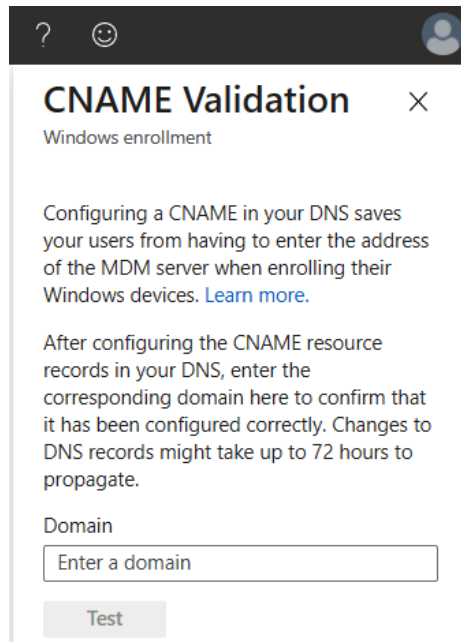 ?
CNAME Validation
Windows enrollment
Configuring a CNAME in your DNS saves
your users from having to enter the address
of the MDM server when enrolling their
Windows devices. Learn more.
After configuring the CNAME resource
records in your DNS, enter the
corresponding domain here to confirm that
it has been configured correctly. Changes to
DNS records might take up to 72 hours to
propagate.
Domain
Enter a domain
Test